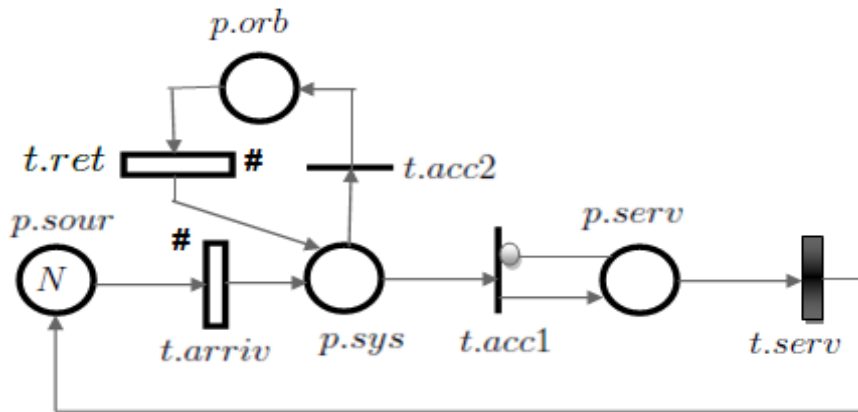 p.orb
t.ret #
t.acc2
p.sour
#
p.serv
N
t.arriv
p.sys
t.acc1
t.serv